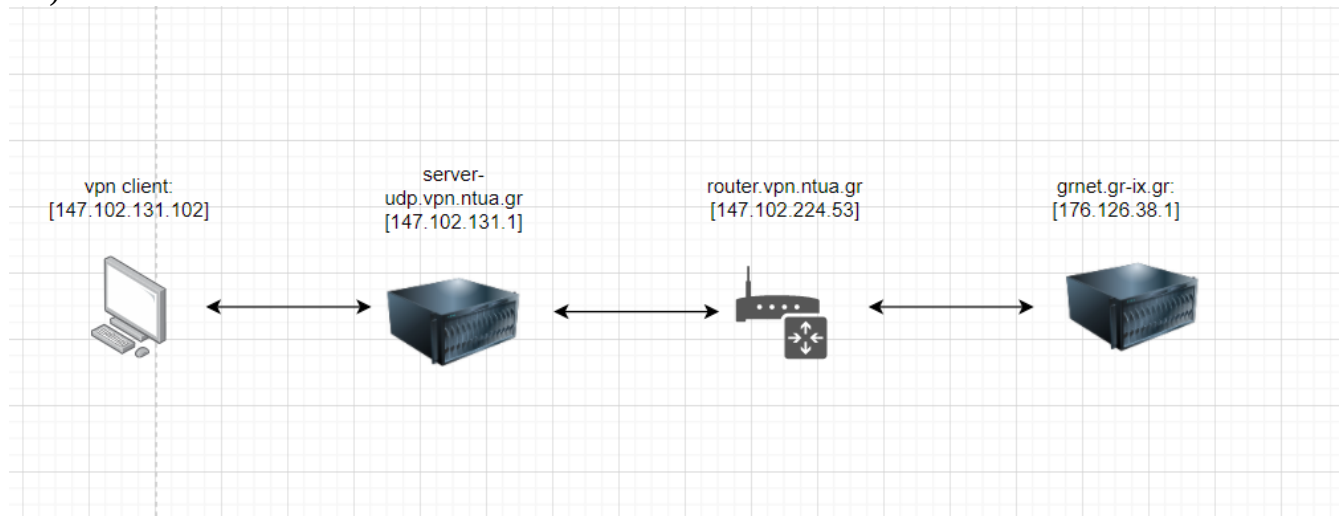 vpn client:
[147.102.131.102]
server-
udp.vpn.ntua.gr
[147.102.131.1]
router.vpn.ntua.gr
[147.102.224.53]
grnet.gr-ix.gr:
[176.126.38.1]